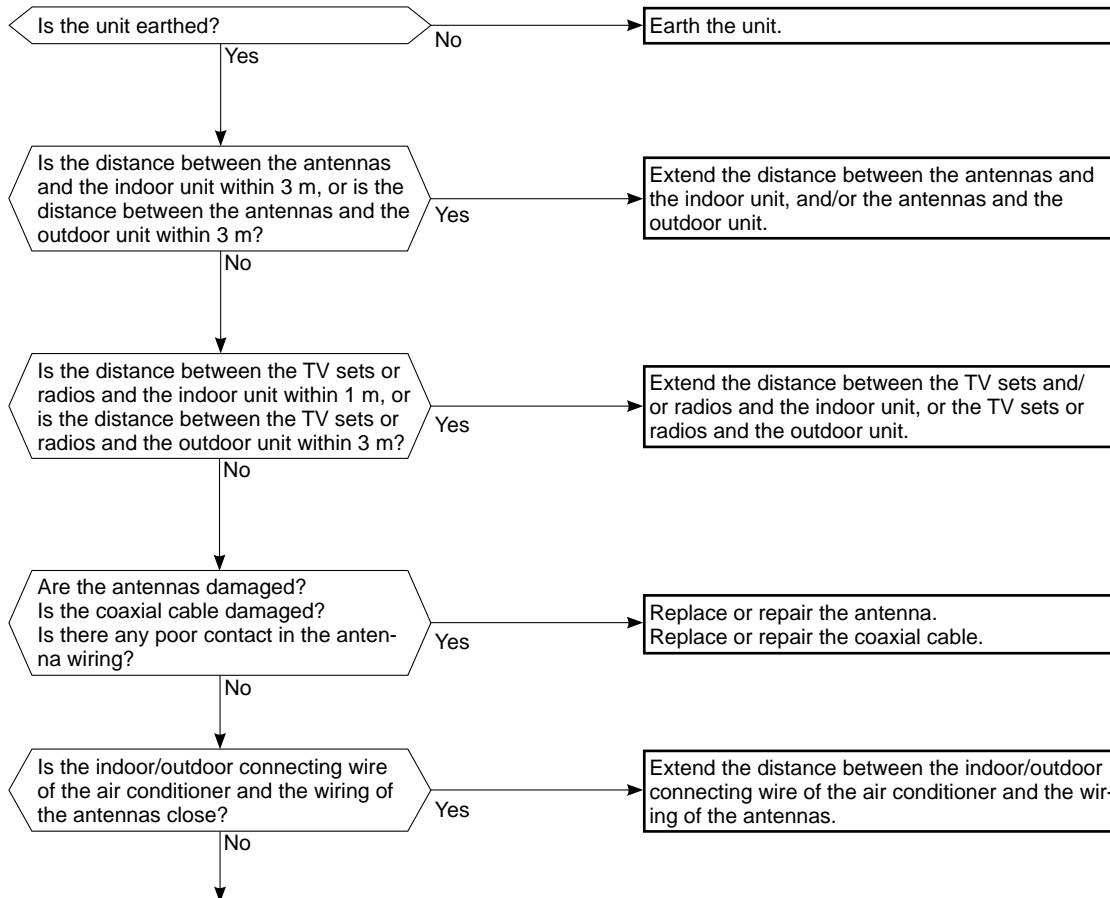 Is the unit earthed?
No
Earth the unit.
Yes
Is the distance between the antennas
and the indoor unit within 3 m, or is the
distance between the antennas and the
outdoor unit within 3 m?
Yes
Extend the distance between the antennas and
the indoor unit, and/or the antennas and the
outdoor unit.
No
Is the distance between the TV sets or
radios and the indoor unit within 1 m, or
is the distance between the TV sets or
radios and the outdoor unit within 3 m?
Yes
Extend the distance between the TV sets and/
or radios and the indoor unit, or the TV sets or
radios and the outdoor unit.
No
Are the antennas damaged?
Is the coaxial cable damaged?
Is there any poor contact in the anten-
na wiring?
Yes
Replace or repair the antenna.
Replace or repair the coaxial cable.
No
Is the indoor/outdoor connecting wire
of the air conditioner and the wiring of
the antennas close?
Yes
Extend the distance between the indoor/outdoor
connecting wire of the air conditioner and the wir-
ing of the antennas.
No